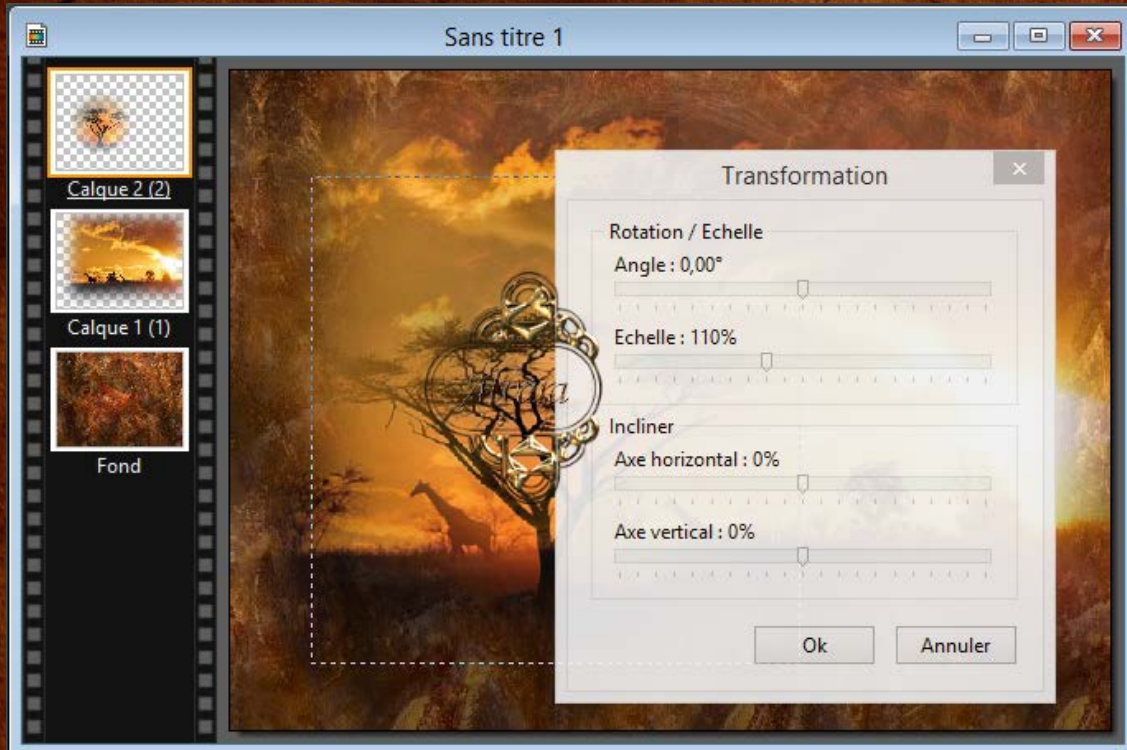 Sans titre 1
Calque 2 (2)
Calque 1 (1)
Fond
Transformation
Rotation / Echelle
Angle : 0,00°
Echelle : 110%
Incliner
Axe horizontal : 0%
Axe vertical : 0%
Ok
Annuler